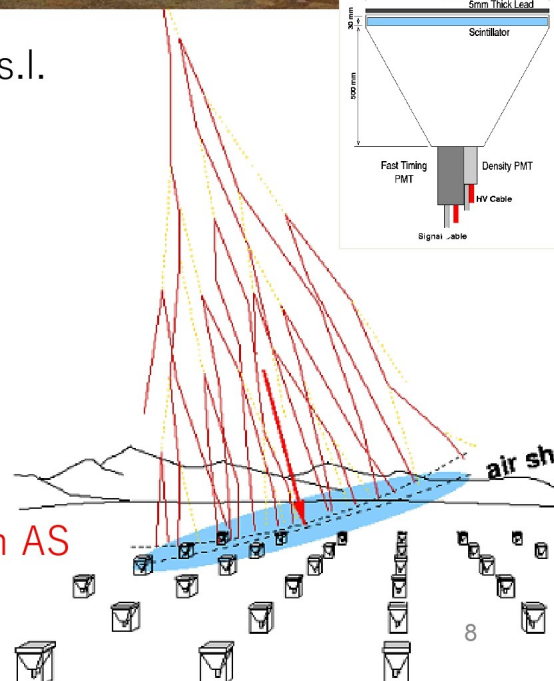 5mm Thick Lead
30 mm
Scintillator
500 mm
Fast Timing
PMT
Density PMT
HV Cable
Signal
s.l.
air sh
n AS
8